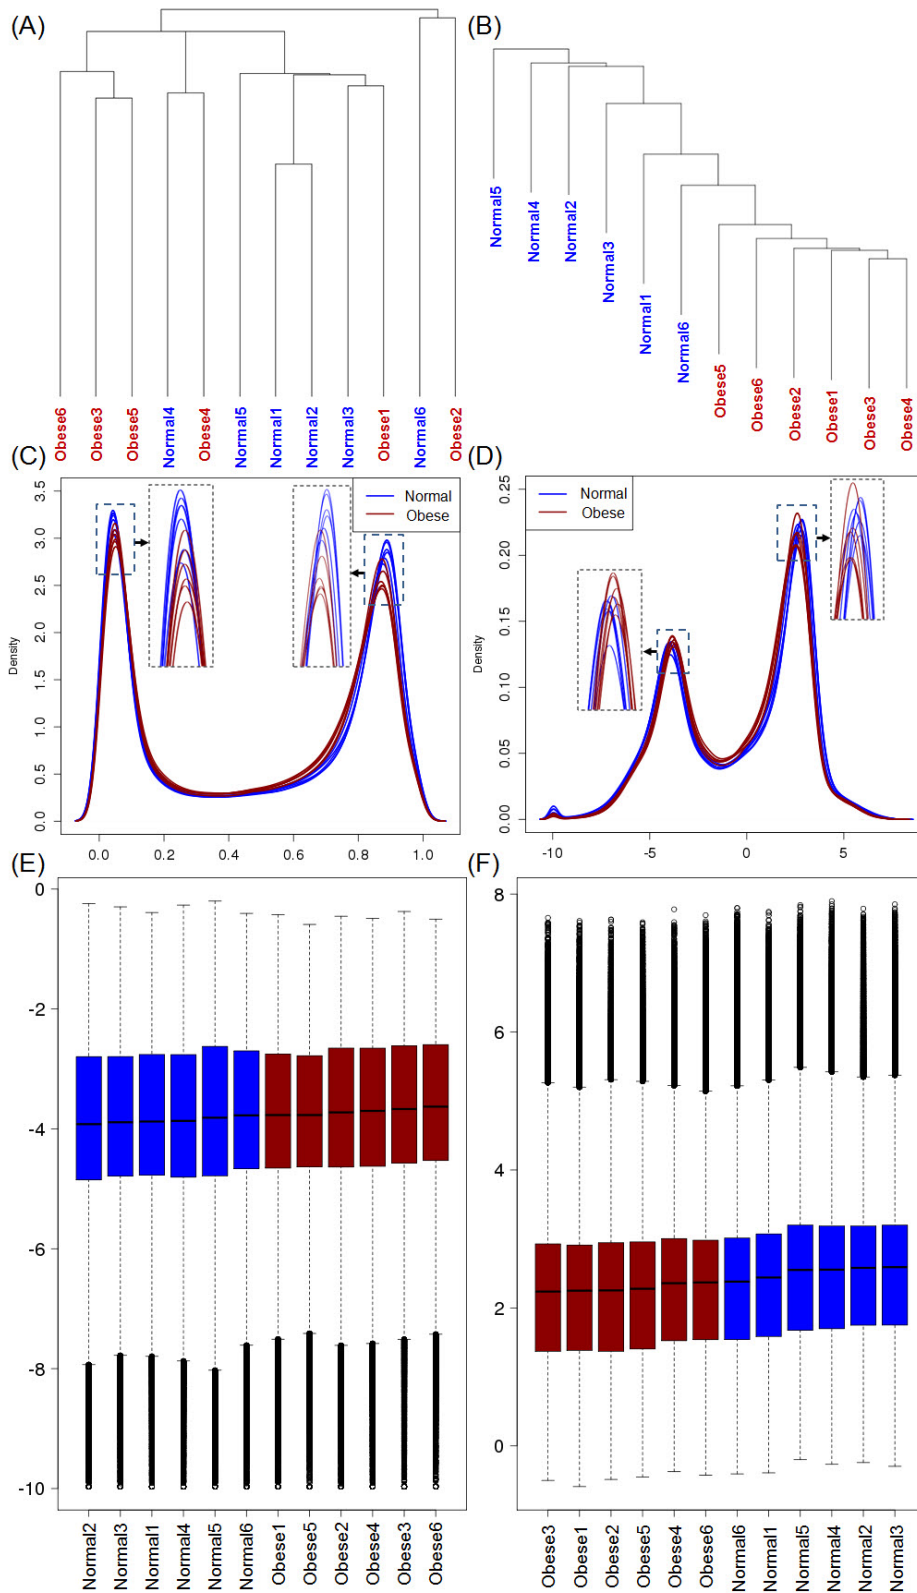 (A)
Obese6
Obese3
Obese5
Normal4
Obese4
Normal5
Normal1
Normal2
Normal3
Obese1
Normal6
Obese2
(B)
Normal5
Normal4
Normal2
Normal3
Normal1
Normal6
Obese5
Obese6
Obese2
Obese1
Obese3
Obese4
(C)
Normal
Obese
Density
3.5
3.0
2.5
2.0
1.5
1.0
0.5
0.0
0.0 0.2 0.4 0.6 0.8 1.0
(D)
Normal
Obese
Density
0.25
0.20
0.15
0.10
0.05
0.00
-10 -5 0 5
(E)
0
-2
-4
-6
-8
-10
Normal2
Normal3
Normal1
Normal4
Normal5
Normal6
Obese1
Obese5
Obese2
Obese4
Obese3
Obese6
(F)
8
6
4
2
0
Obese3
Obese1
Obese2
Obese5
Obese4
Obese6
Normal6
Normal1
Normal5
Normal4
Normal2
Normal3